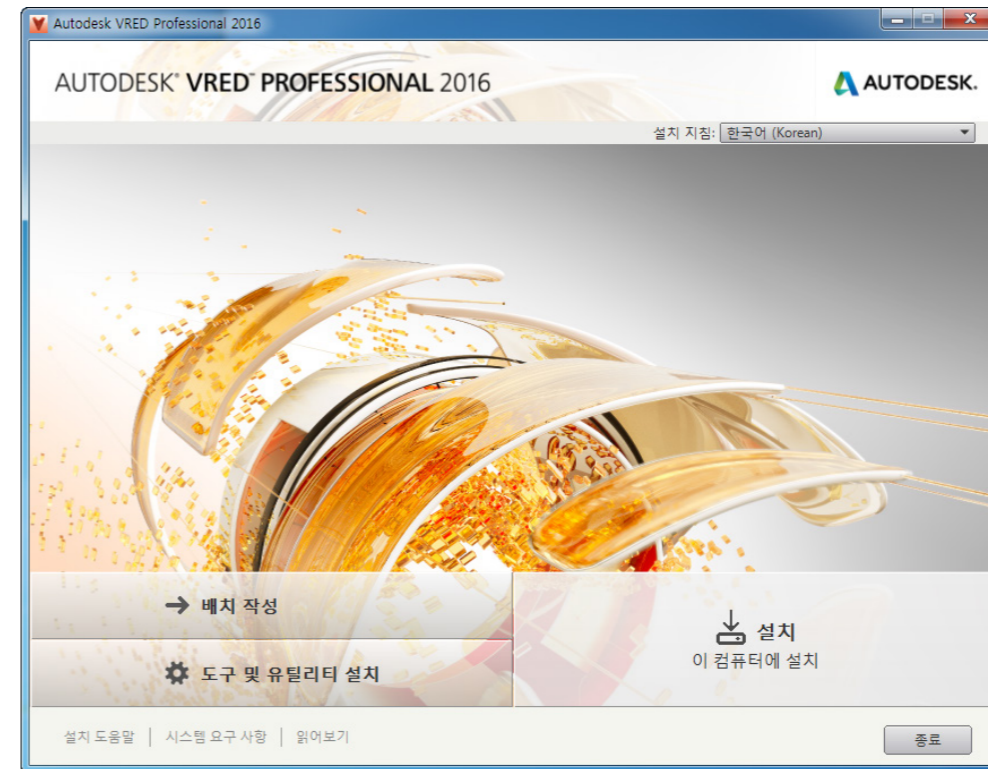 Autodesk VRED Professional 2016
AUTODESK® VRED™ PROFESSIONAL 2016
AUTODESK.
설치 지침: 한국어 (Korean)
배치 작성
도구 및 유틸리티 설치
설치
이 컴퓨터에 설치
설치 도움말 | 시스템 요구 사항 | 읽어보기
종료